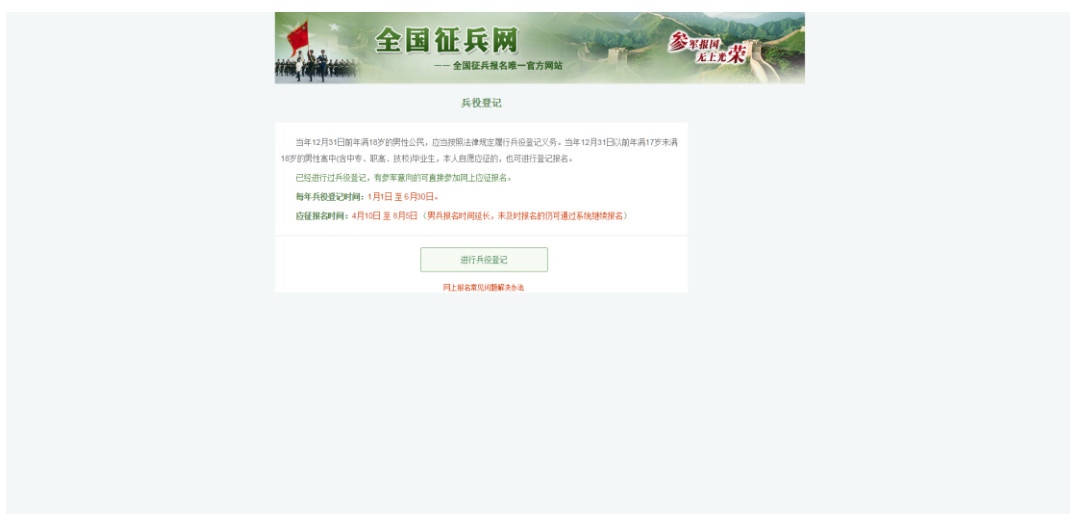 全国征兵网
—— 全国征兵报名唯一官方网站
参军报国
无上光荣
兵役登记
当年12月31日前年满18岁的男性公民，应当按照法律规定履行兵役登记义务。当年12月31日以前年满17岁未满
18岁的男性高中(含中专、职高、技校)毕业生，本人自愿应征的，也可进行登记报名。
已经进行过兵役登记，有参军意向的可直接参加网上应征报名。
每年兵役登记时间：1月1日 至 6月30日。
应征报名时间：4月10日 至 8月5日 （男兵报名时间延长，未及时报名的仍可通过系统继续报名）
进行兵役登记
网上报名常见问题解决办法